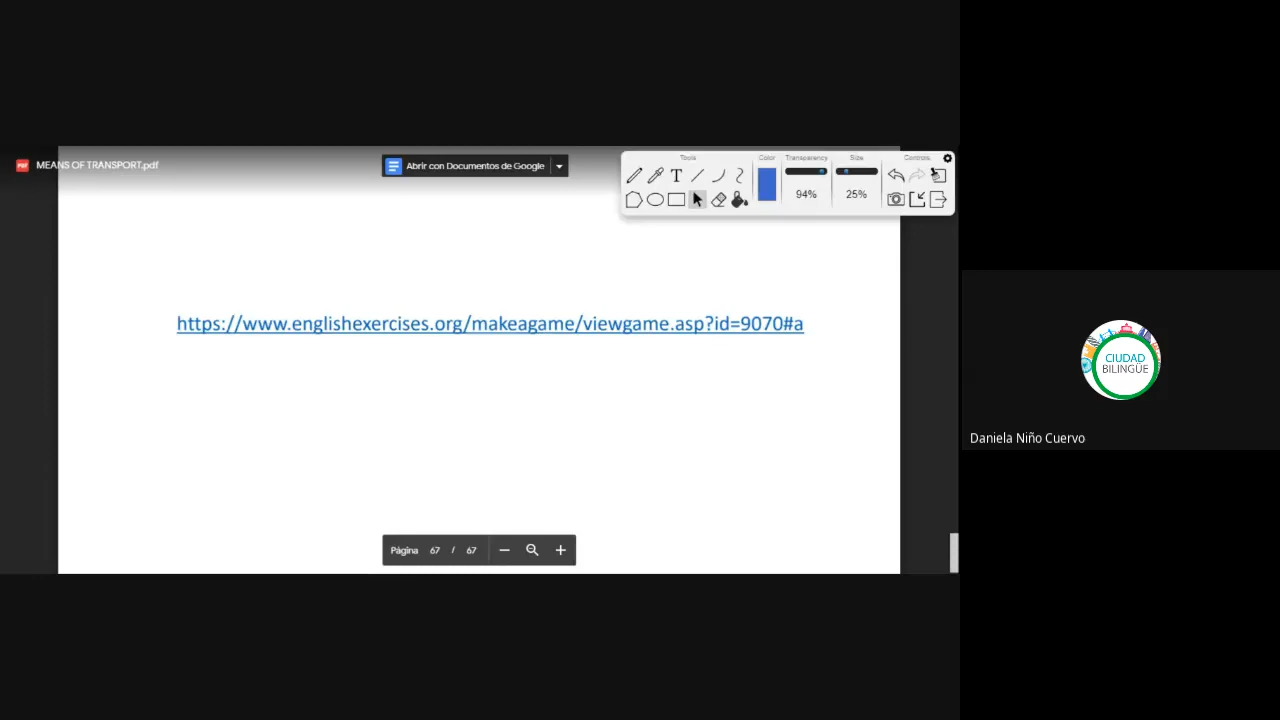 MEANS OF TRANSPORT.pdf
Abrir con Documentos de Google
Tools
Color
Transparency
Size
Controls
94%
25%
https://www.englishexercises.org/makeagame/viewgame.asp?id=9070#a
CIUDAD
BILINGÜE
Daniela Niño Cuervo
Página 67 / 67